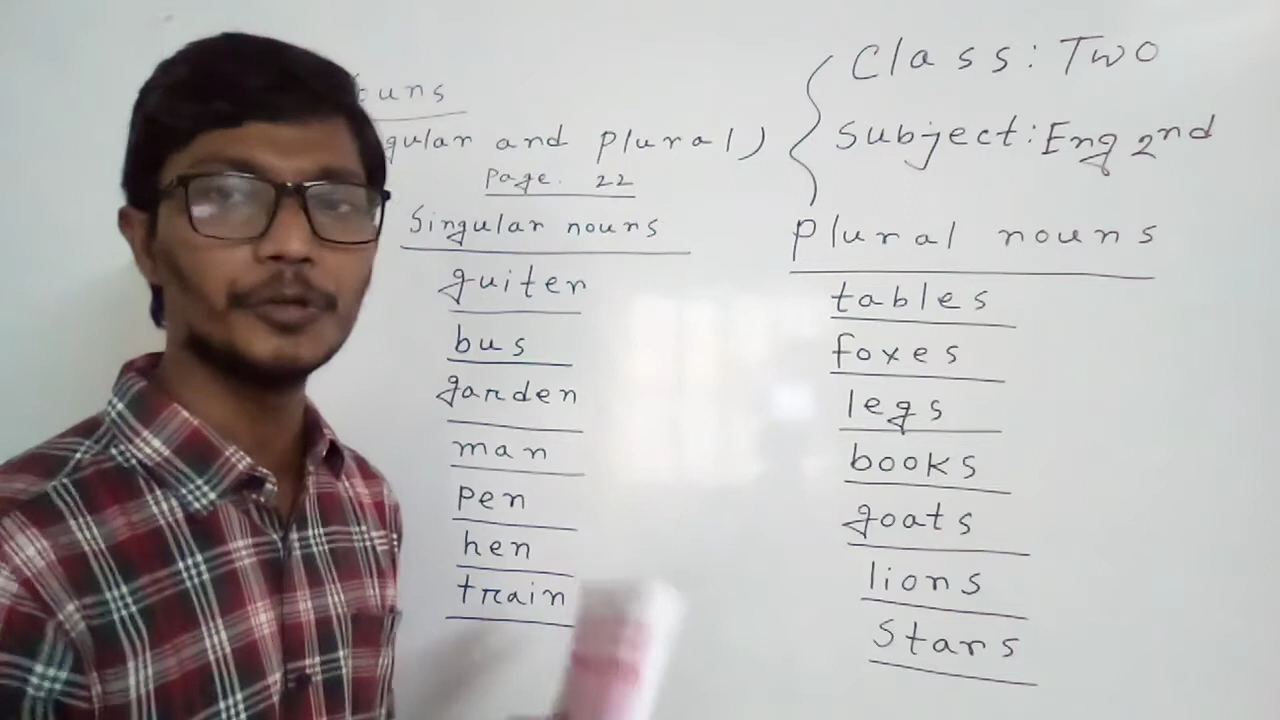 ouns
gular and plural)
Page. 22
Class: Two
Subject: Eng 2nd
Singular nouns
guiter
bus
garden
man
pen
hen
train
Plural nouns
tables
foxes
legs
books
goats
lions
Stars